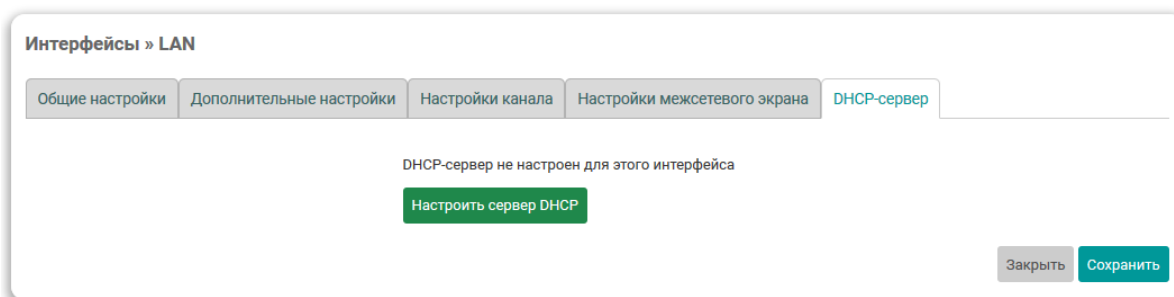 Интерфейсы » LAN
Общие настройки Дополнительные настройки Настройки канала Настройки межсетевого экрана DHCP-сервер
DHCP-сервер не настроен для этого интерфейса
Настроить сервер DHCP
Закрыть Сохранить